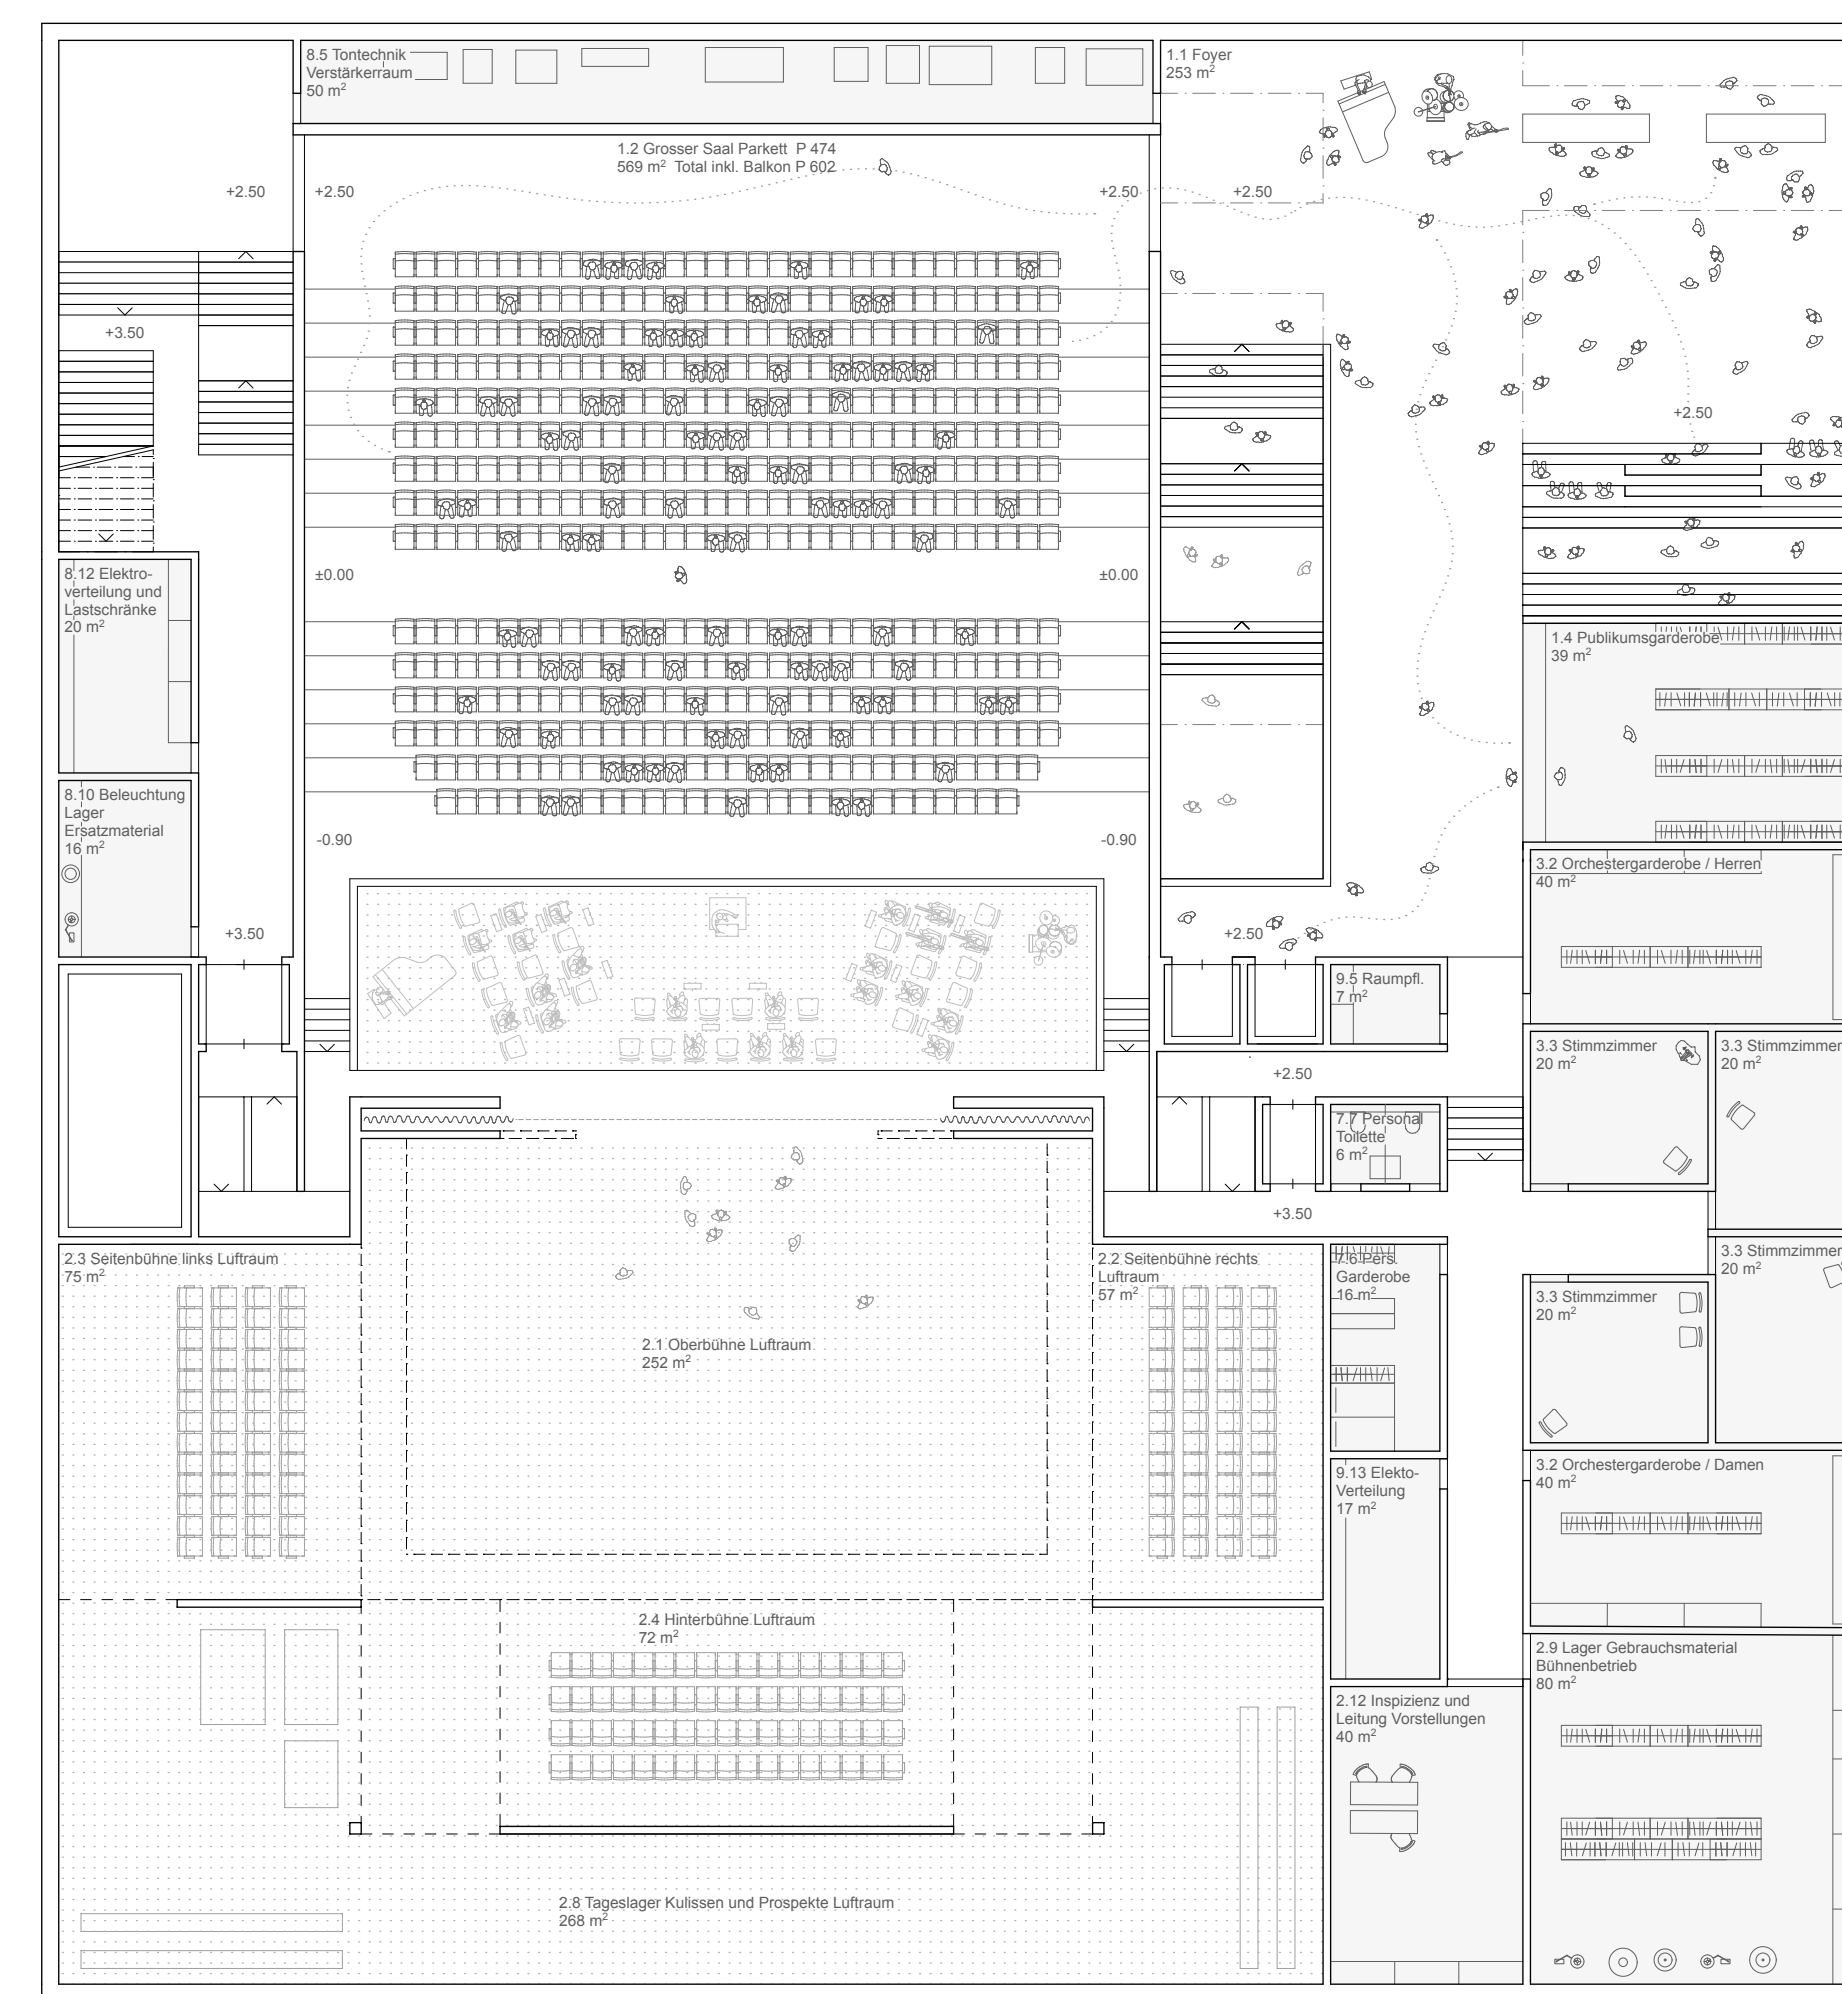 8.5 Tontechnik
Verstärkerraum
50 m²
1.1 Foyer
253 m²
1.2 Grosser Saal Parkett P 474
569 m² Total inkl. Balkon P 602
+2.50
+2.50
+2.50
+2.50
+3.50
+2.50
8.12 Elektro-
verteilung und
Lastschränke
20 m²
±0.00
±0.00
1.4 Publikumsgarderobe
39 m²
8.10 Beleuchtung
Lager
Ersatzmaterial
16 m²
-0.90
-0.90
3.2 Orchestergarderobe / Herren
40 m²
+3.50
+2.50
9.5 Raumpfl.
7 m²
3.3 Stimmzimmer
20 m²
3.3 Stimmzimmer
20 m²
+2.50
7.7 Personal
Toilette
6 m²
+3.50
2.3 Seitenbühne links Luftraum
75 m²
2.2 Seitenbühne rechts
Luftraum
57 m²
7.6 Pers.
Garderobe
16 m²
3.3 Stimmzimmer
20 m²
3.3 Stimmzimmer
20 m²
2.1 Oberbühne Luftraum
252 m²
9.13 Elekto-
Verteilung
17 m²
3.2 Orchestergarderobe / Damen
40 m²
2.4 Hinterbühne Luftraum
72 m²
2.9 Lager Gebrauchsmaterial
Bühnenbetrieb
80 m²
2.12 Inspizienz und
Leitung Vorstellungen
40 m²
2.8 Tageslager Kulissen und Prospekte Luftraum
268 m²